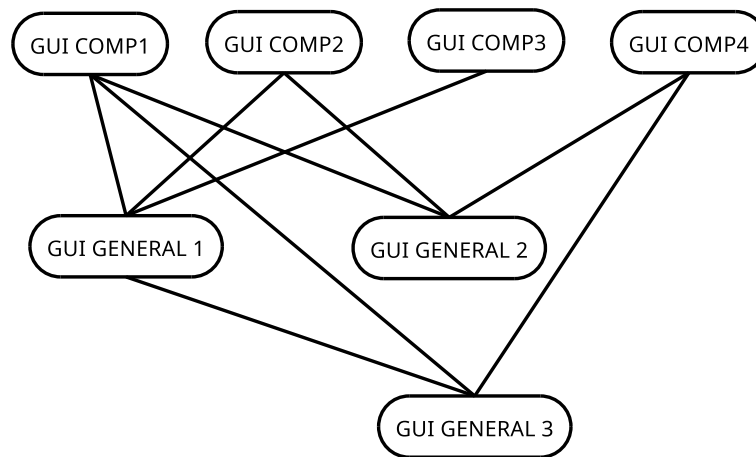 GUI COMP1
GUI COMP2
GUI COMP3
GUI COMP4
GUI GENERAL 1
GUI GENERAL 2
GUI GENERAL 3